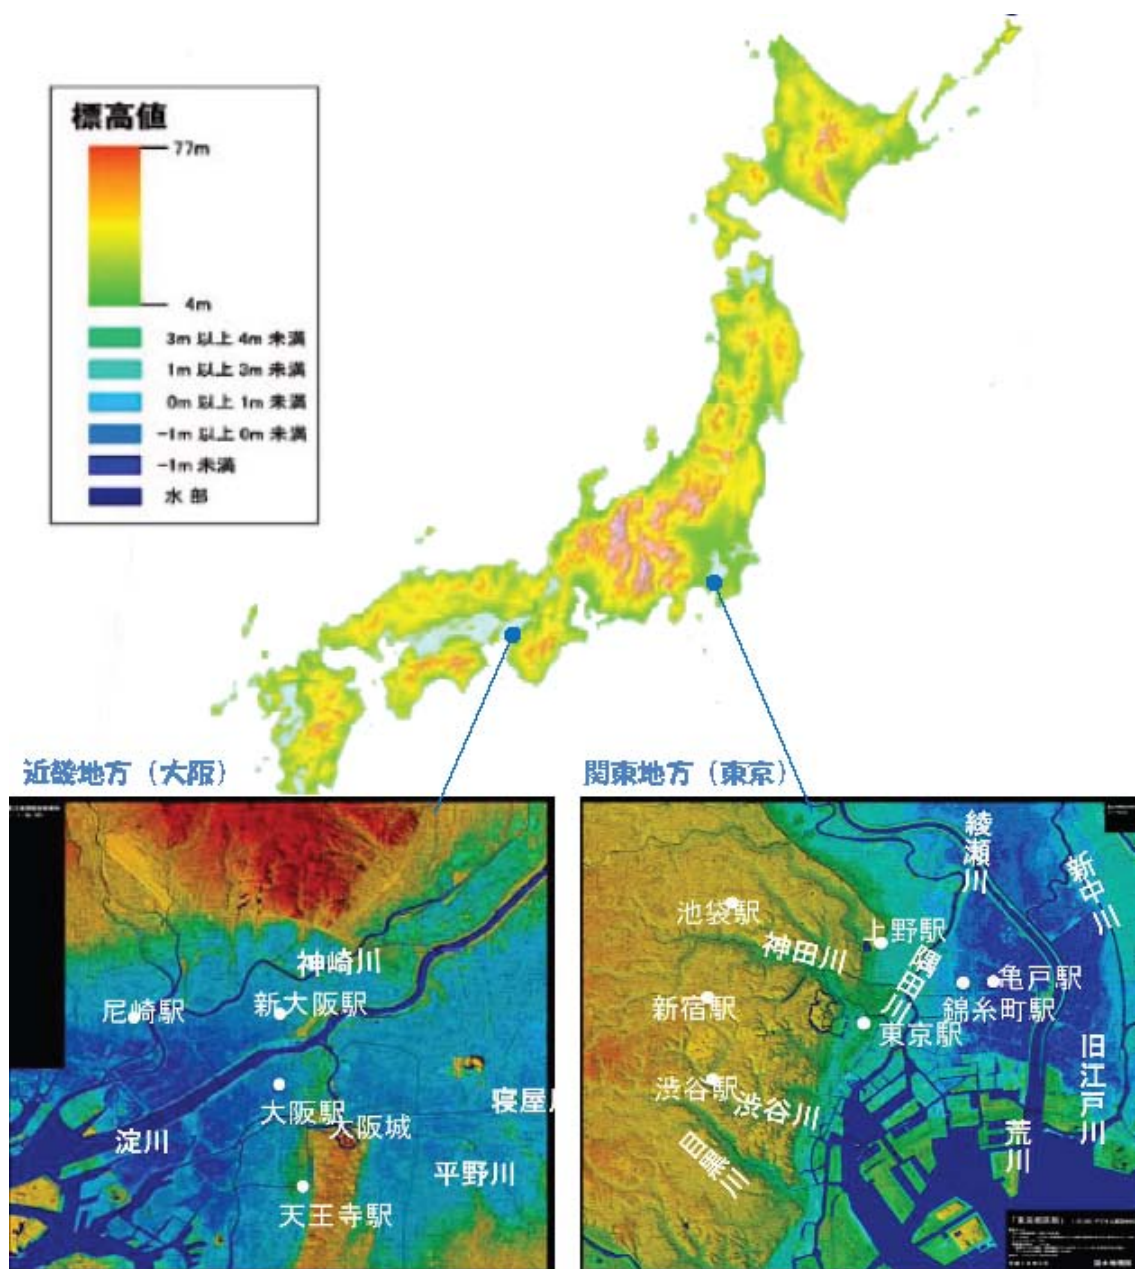 標高値
77m
4m
3m 以上 4m 未満
1m 以上 3m 未満
0m 以上 1m 未満
-1m 以上 0m 未満
-1m 未満
水 部
近畿地方（大阪）
神崎川
尼崎駅
新大阪駅
大阪駅
大阪城
寝屋
淀川
平野川
天王寺駅
関東地方（東京）
綾瀬川
新中川
池袋駅
上野駅
神田川
隅田川
亀戸駅
新宿駅
錦糸町駅
東京駅
旧江戸川
渋谷駅
渋谷川
荒川
目黒川